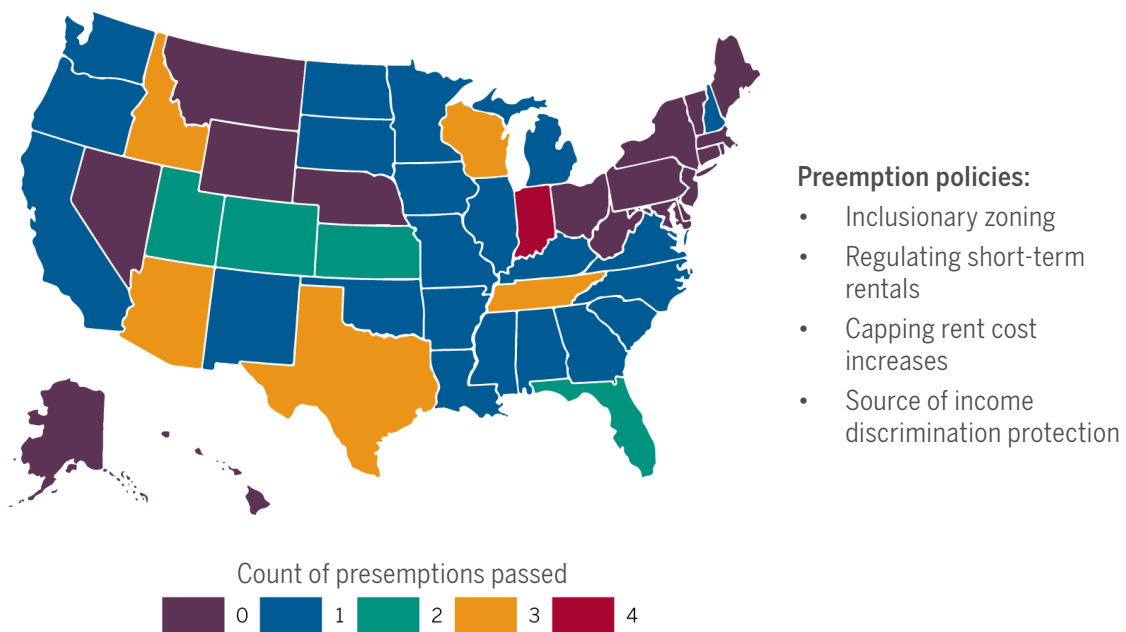 Preemption policies:
• Inclusionary zoning
• Regulating short-term
rentals
• Capping rent cost
increases
• Source of income
discrimination protection
Count of presemptions passed
0 1 2 3 4